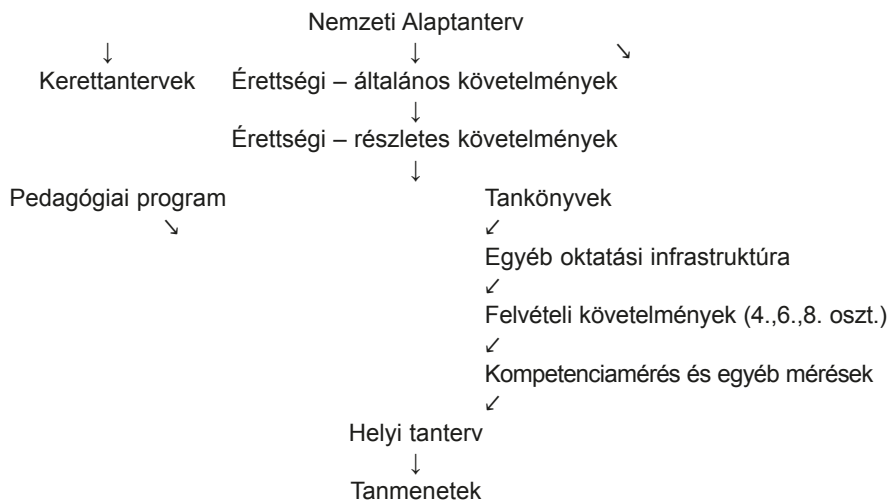 Nemzeti Alaptanterv
↓ ↓ ↘
Kerettantervek Érettségi – általános követelmények
↓
Érettségi – részletes követelmények
↓
Pedagógiai program Tankönyvek
↘ ↙
Egyéb oktatási infrastruktúra
↙
Felvételi követelmények (4.,6.,8. oszt.)
↙
Kompetenciamérés és egyéb mérések
↙
Helyi tanterv
↓
Tanmenetek